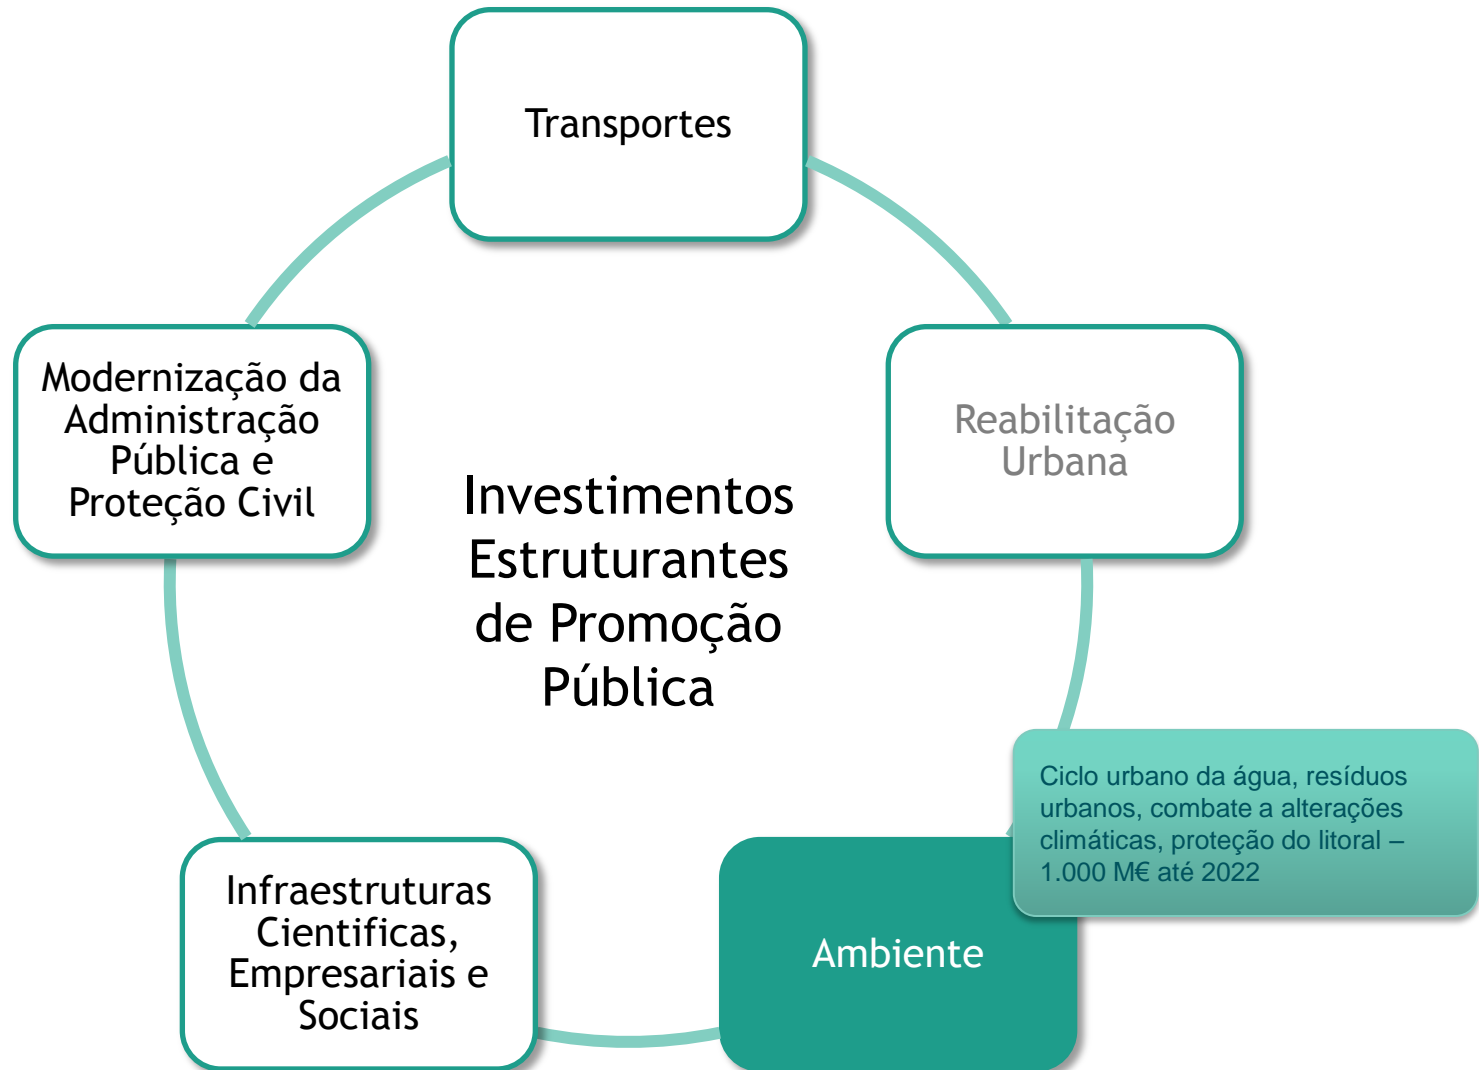 Transportes
Modernização da
Administração
Pública e
Proteção Civil
Reabilitação
Urbana
Investimentos
Estruturantes
de Promoção
Pública
Ciclo urbano da água, resíduos
urbanos, combate a alterações
climáticas, proteção do litoral –
1.000 M€ até 2022
Infraestruturas
Cientificas,
Empresariais e
Sociais
Ambiente